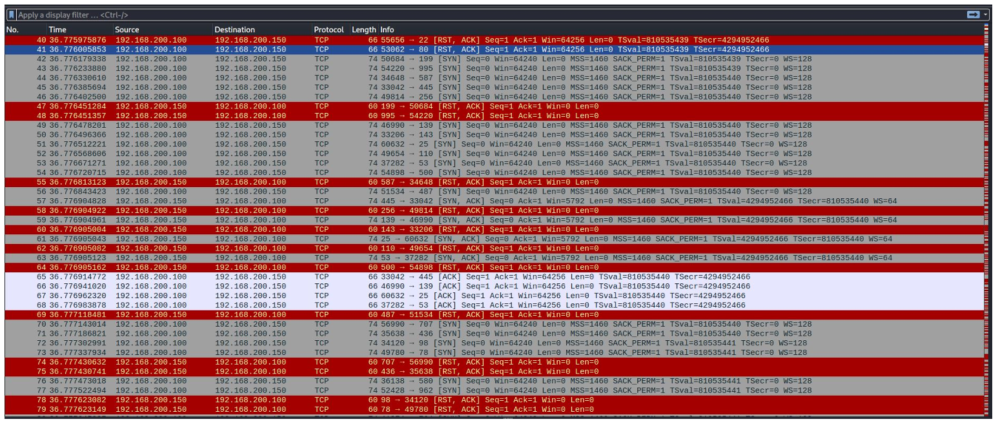 Apply a display filter … <Ctrl-/>
No. Time Source Destination Protocol Length Info
40 36.775975876 192.168.200.100 192.168.200.150 TCP 66 55656 → 22 [RST, ACK] Seq=1 Ack=1 Win=64256 Len=0 TSval=810535439 TSecr=4294952466
41 36.776005853 192.168.200.100 192.168.200.150 TCP 66 53062 → 80 [RST, ACK] Seq=1 Ack=1 Win=64256 Len=0 TSval=810535439 TSecr=4294952466
42 36.776179338 192.168.200.100 192.168.200.150 TCP 74 50684 → 199 [SYN] Seq=0 Win=64240 Len=0 MSS=1460 SACK_PERM=1 TSval=810535439 TSecr=0 WS=128
43 36.776233880 192.168.200.100 192.168.200.150 TCP 74 54220 → 995 [SYN] Seq=0 Win=64240 Len=0 MSS=1460 SACK_PERM=1 TSval=810535439 TSecr=0 WS=128
44 36.776330610 192.168.200.100 192.168.200.150 TCP 74 34648 → 587 [SYN] Seq=0 Win=64240 Len=0 MSS=1460 SACK_PERM=1 TSval=810535439 TSecr=0 WS=128
45 36.776385694 192.168.200.100 192.168.200.150 TCP 74 33042 → 445 [SYN] Seq=0 Win=64240 Len=0 MSS=1460 SACK_PERM=1 TSval=810535439 TSecr=0 WS=128
46 36.776402500 192.168.200.100 192.168.200.150 TCP 74 49814 → 256 [SYN] Seq=0 Win=64240 Len=0 MSS=1460 SACK_PERM=1 TSval=810535439 TSecr=0 WS=128
47 36.776451284 192.168.200.150 192.168.200.100 TCP 60 199 → 50684 [RST, ACK] Seq=1 Ack=1 Win=0 Len=0
48 36.776451357 192.168.200.150 192.168.200.100 TCP 60 995 → 54220 [RST, ACK] Seq=1 Ack=1 Win=0 Len=0
49 36.776478201 192.168.200.100 192.168.200.150 TCP 74 46990 → 139 [SYN] Seq=0 Win=64240 Len=0 MSS=1460 SACK_PERM=1 TSval=810535440 TSecr=0 WS=128
50 36.776496366 192.168.200.100 192.168.200.150 TCP 74 33206 → 143 [SYN] Seq=0 Win=64240 Len=0 MSS=1460 SACK_PERM=1 TSval=810535440 TSecr=0 WS=128
51 36.776512221 192.168.200.100 192.168.200.150 TCP 74 60632 → 25 [SYN] Seq=0 Win=64240 Len=0 MSS=1460 SACK_PERM=1 TSval=810535440 TSecr=0 WS=128
52 36.776568606 192.168.200.100 192.168.200.150 TCP 74 49654 → 110 [SYN] Seq=0 Win=64240 Len=0 MSS=1460 SACK_PERM=1 TSval=810535440 TSecr=0 WS=128
53 36.776671271 192.168.200.100 192.168.200.150 TCP 74 37282 → 53 [SYN] Seq=0 Win=64240 Len=0 MSS=1460 SACK_PERM=1 TSval=810535440 TSecr=0 WS=128
54 36.776720715 192.168.200.100 192.168.200.150 TCP 74 54898 → 500 [SYN] Seq=0 Win=64240 Len=0 MSS=1460 SACK_PERM=1 TSval=810535440 TSecr=0 WS=128
55 36.776813123 192.168.200.150 192.168.200.100 TCP 60 587 → 34648 [RST, ACK] Seq=1 Ack=1 Win=0 Len=0
56 36.776843423 192.168.200.100 192.168.200.150 TCP 74 51534 → 487 [SYN] Seq=0 Win=64240 Len=0 MSS=1460 SACK_PERM=1 TSval=810535440 TSecr=0 WS=128
57 36.776904828 192.168.200.150 192.168.200.100 TCP 74 445 → 33042 [SYN, ACK] Seq=0 Ack=1 Win=5792 Len=0 MSS=1460 SACK_PERM=1 TSval=4294952466 TSecr=810535440 WS=64
58 36.776904922 192.168.200.150 192.168.200.100 TCP 60 256 → 49814 [RST, ACK] Seq=1 Ack=1 Win=0 Len=0
59 36.776904961 192.168.200.150 192.168.200.100 TCP 74 139 → 46990 [SYN, ACK] Seq=0 Ack=1 Win=5792 Len=0 MSS=1460 SACK_PERM=1 TSval=4294952466 TSecr=810535440 WS=64
60 36.776905004 192.168.200.150 192.168.200.100 TCP 60 143 → 33206 [RST, ACK] Seq=1 Ack=1 Win=0 Len=0
61 36.776905043 192.168.200.150 192.168.200.100 TCP 74 25 → 60632 [SYN, ACK] Seq=0 Ack=1 Win=5792 Len=0 MSS=1460 SACK_PERM=1 TSval=4294952466 TSecr=810535440 WS=64
62 36.776905082 192.168.200.150 192.168.200.100 TCP 60 110 → 49654 [RST, ACK] Seq=1 Ack=1 Win=0 Len=0
63 36.776905123 192.168.200.150 192.168.200.100 TCP 74 53 → 37282 [SYN, ACK] Seq=0 Ack=1 Win=5792 Len=0 MSS=1460 SACK_PERM=1 TSval=4294952466 TSecr=810535440 WS=64
64 36.776905162 192.168.200.150 192.168.200.100 TCP 60 500 → 54898 [RST, ACK] Seq=1 Ack=1 Win=0 Len=0
65 36.776914772 192.168.200.100 192.168.200.150 TCP 66 33042 → 445 [ACK] Seq=1 Ack=1 Win=64256 Len=0 TSval=810535440 TSecr=4294952466
66 36.776941020 192.168.200.100 192.168.200.150 TCP 66 46990 → 139 [ACK] Seq=1 Ack=1 Win=64256 Len=0 TSval=810535440 TSecr=4294952466
67 36.776962320 192.168.200.100 192.168.200.150 TCP 66 60632 → 25 [ACK] Seq=1 Ack=1 Win=64256 Len=0 TSval=810535440 TSecr=4294952466
68 36.776983878 192.168.200.100 192.168.200.150 TCP 66 37282 → 53 [ACK] Seq=1 Ack=1 Win=64256 Len=0 TSval=810535440 TSecr=4294952466
69 36.777118481 192.168.200.150 192.168.200.100 TCP 60 487 → 51534 [RST, ACK] Seq=1 Ack=1 Win=0 Len=0
70 36.777143014 192.168.200.100 192.168.200.150 TCP 74 56990 → 707 [SYN] Seq=0 Win=64240 Len=0 MSS=1460 SACK_PERM=1 TSval=810535440 TSecr=0 WS=128
71 36.777186821 192.168.200.100 192.168.200.150 TCP 74 35638 → 436 [SYN] Seq=0 Win=64240 Len=0 MSS=1460 SACK_PERM=1 TSval=810535440 TSecr=0 WS=128
72 36.777302991 192.168.200.100 192.168.200.150 TCP 74 34120 → 98 [SYN] Seq=0 Win=64240 Len=0 MSS=1460 SACK_PERM=1 TSval=810535441 TSecr=0 WS=128
73 36.777337934 192.168.200.100 192.168.200.150 TCP 74 49780 → 78 [SYN] Seq=0 Win=64240 Len=0 MSS=1460 SACK_PERM=1 TSval=810535441 TSecr=0 WS=128
74 36.777430632 192.168.200.150 192.168.200.100 TCP 60 707 → 56990 [RST, ACK] Seq=1 Ack=1 Win=0 Len=0
75 36.777430741 192.168.200.150 192.168.200.100 TCP 60 436 → 35638 [RST, ACK] Seq=1 Ack=1 Win=0 Len=0
76 36.777473018 192.168.200.100 192.168.200.150 TCP 74 36138 → 580 [SYN] Seq=0 Win=64240 Len=0 MSS=1460 SACK_PERM=1 TSval=810535441 TSecr=0 WS=128
77 36.777522494 192.168.200.100 192.168.200.150 TCP 74 52428 → 962 [SYN] Seq=0 Win=64240 Len=0 MSS=1460 SACK_PERM=1 TSval=810535441 TSecr=0 WS=128
78 36.777623082 192.168.200.150 192.168.200.100 TCP 60 98 → 34120 [RST, ACK] Seq=1 Ack=1 Win=0 Len=0
79 36.777623149 192.168.200.150 192.168.200.100 TCP 60 78 → 49780 [RST, ACK] Seq=1 Ack=1 Win=0 Len=0